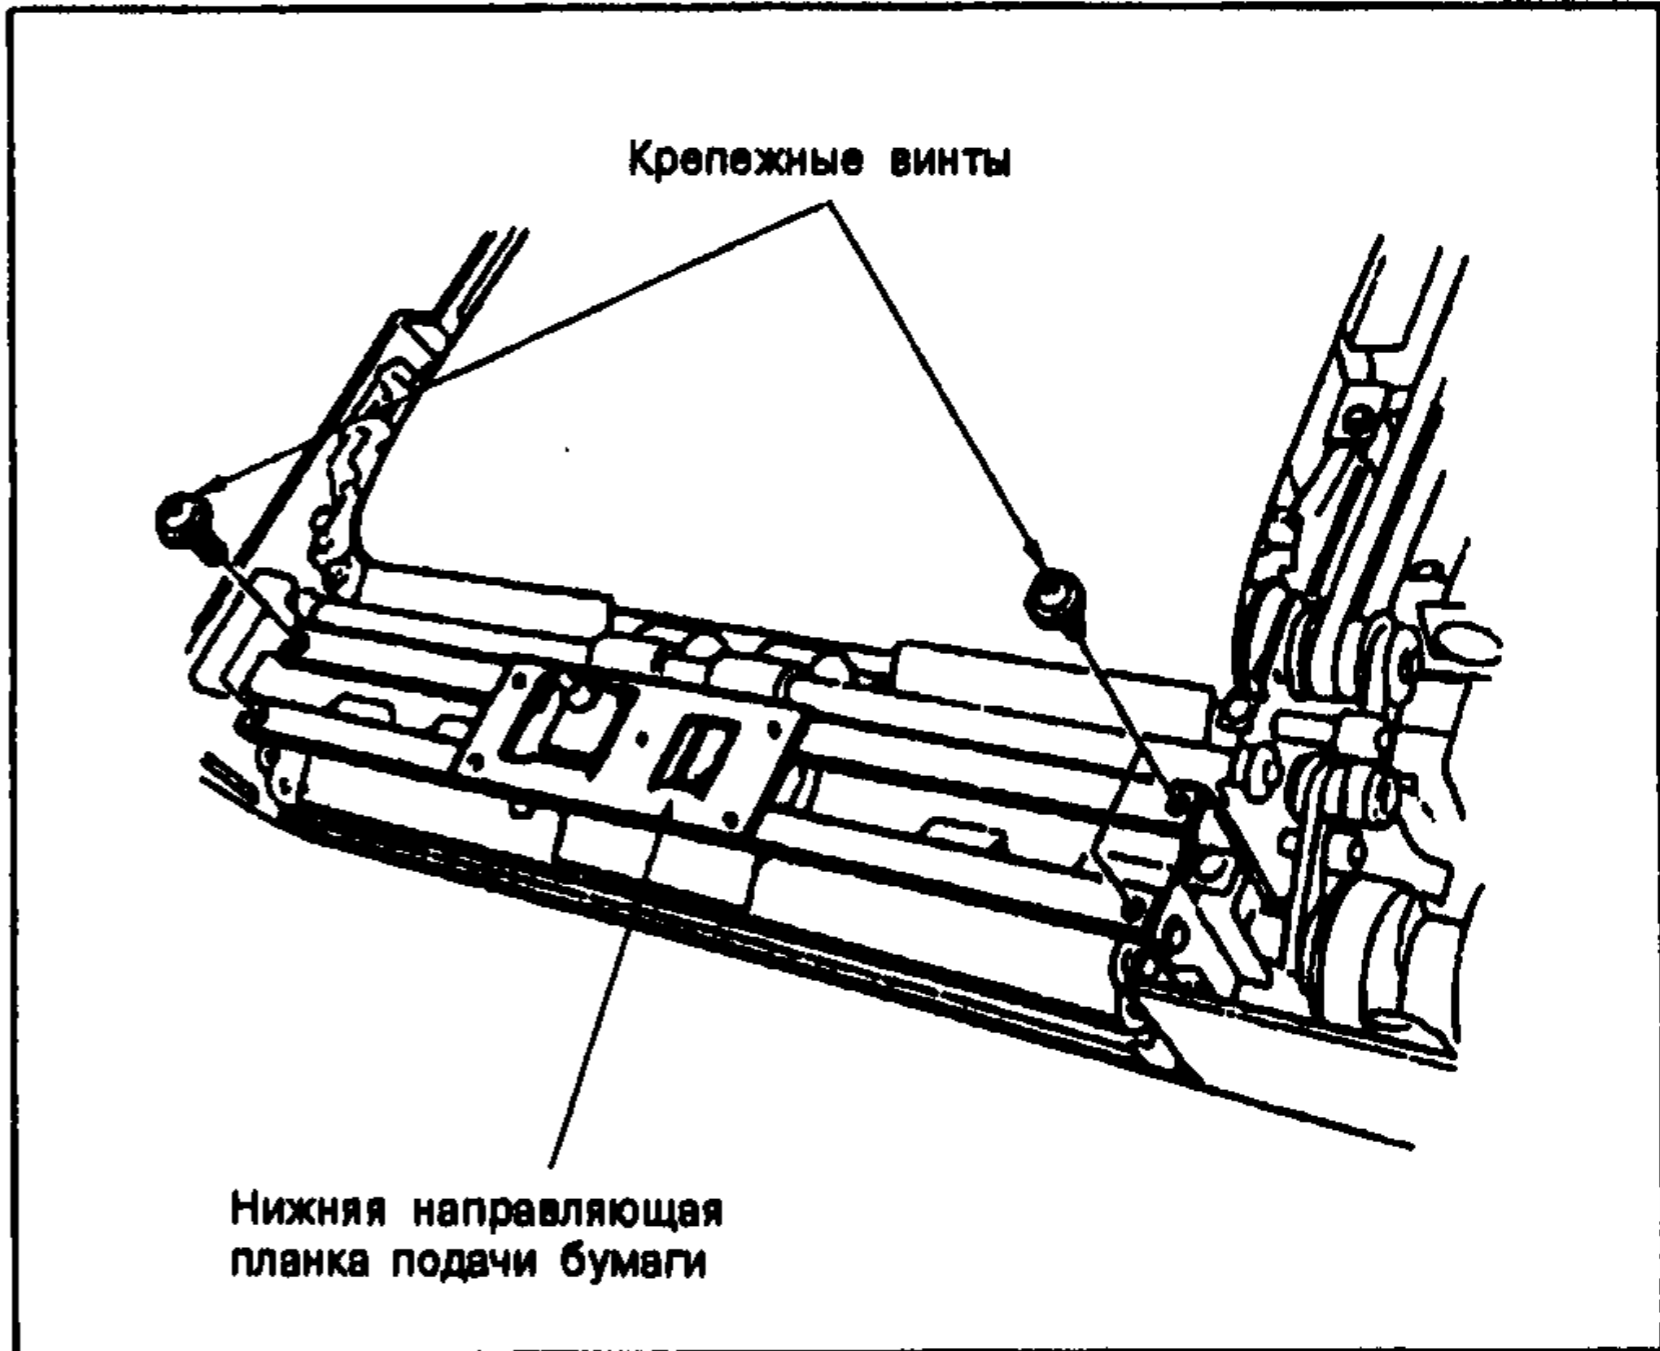 Крепежные винты
Нижняя направляющая
планка подачи бумаги